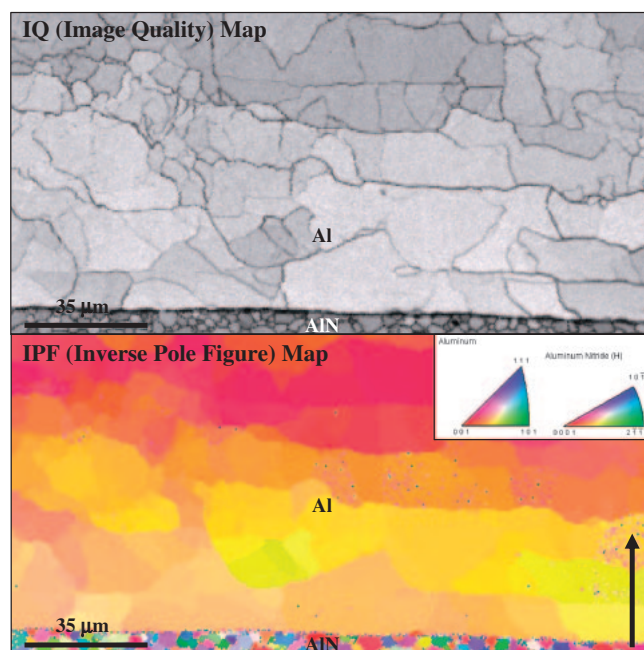 IQ (Image Quality) Map
Al
35 µm
AlN
IPF (Inverse Pole Figure) Map
Aluminum
Aluminum Nitride (H)
111
001
101
0001
Al
35 µm
AlN